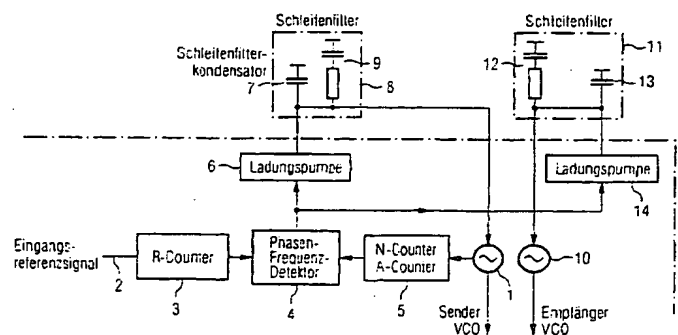 Schleifenfilter
Schleifenfilter-
kondensator
7
9
8
Schleifenfilter
11
12
13
6
Ladungspumpe
Ladungspumpe
14
Eingangs-
referenzsignal
2
R-Counter
3
Phasen-
Frequenz-
Detektor
4
N-Counter
A-Counter
5
1
10
Sender
VCO
Empfänger
VCO